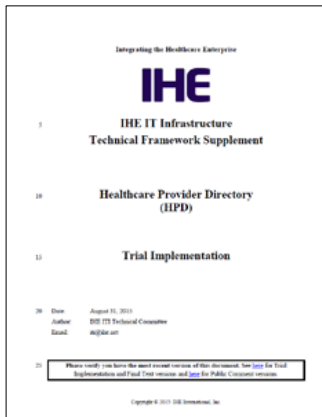 Integrating the Healthcare Enterprise
IHE
5 IHE IT Infrastructure
Technical Framework Supplement
10 Healthcare Provider Directory
(HPD)
15 Trial Implementation
20 Date: August 31, 2015
Author: IHE ITI Technical Committee
Email: iti@ihe.net
25 Please verify you have the most recent version of this document. See here for Trial
Implementation and Final Text versions and here for Public Comment versions.
Copyright © 2015: IHE International, Inc.